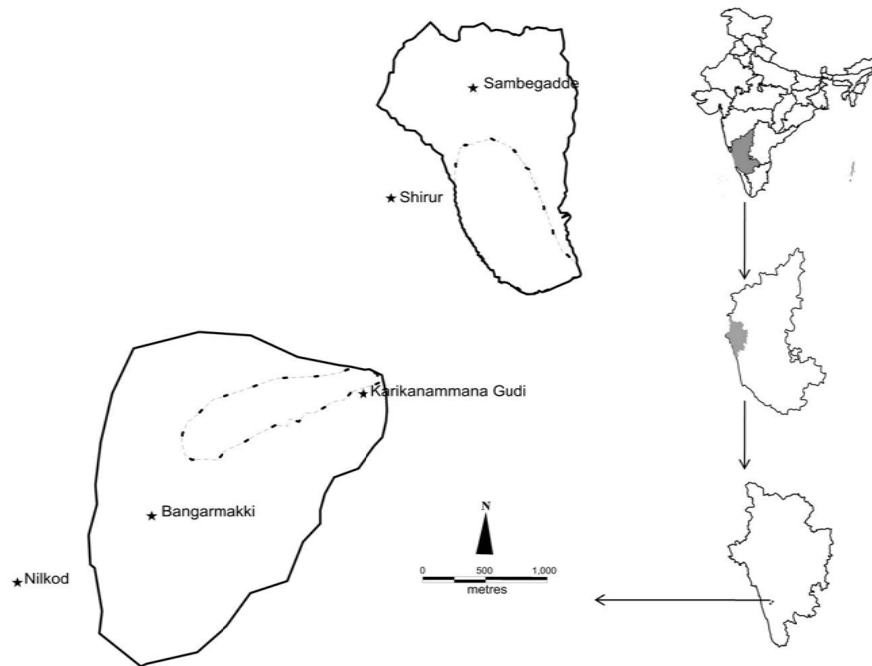 Sambegadde
Shirur
Karikanammana Gudi
Bangarmakki
Nilkod
N
0 500 1,000
metres